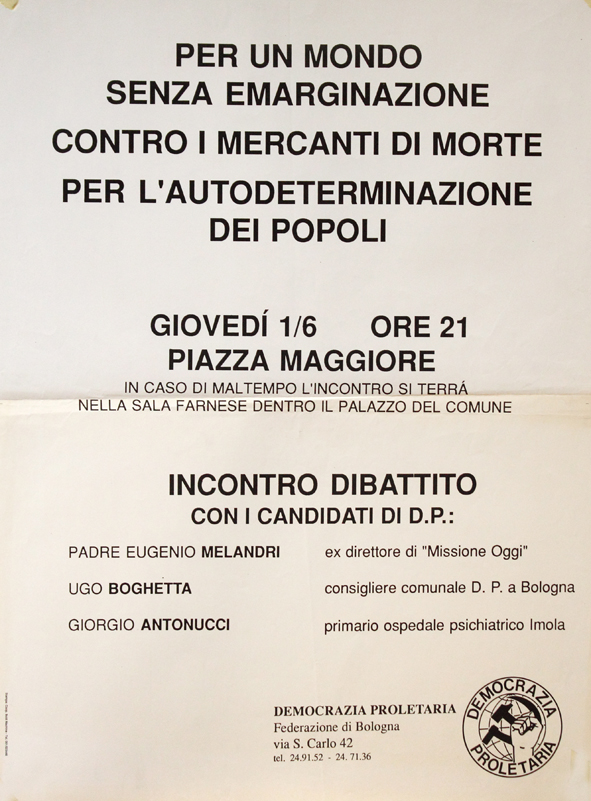 PER UN MONDO
SENZA EMARGINAZIONE
CONTRO I MERCANTI DI MORTE
PER L'AUTODETERMINAZIONE
DEI POPOLI
GIOVEDÍ 1/6 ORE 21
PIAZZA MAGGIORE
IN CASO DI MALTEMPO L'INCONTRO SI TERRÁ
NELLA SALA FARNESE DENTRO IL PALAZZO DEL COMUNE
INCONTRO DIBATTITO
CON I CANDIDATI DI D.P.:
PADRE EUGENIO MELANDRI ex direttore di "Missione Oggi"
UGO BOGHETTA consigliere comunale D. P. a Bologna
GIORGIO ANTONUCCI primario ospedale psichiatrico Imola
DEMOCRAZIA PROLETARIA
Federazione di Bologna
via S. Carlo 42
tel. 24.91.52 - 24. 71.36
DEMOCRAZIA
PROLETARIA